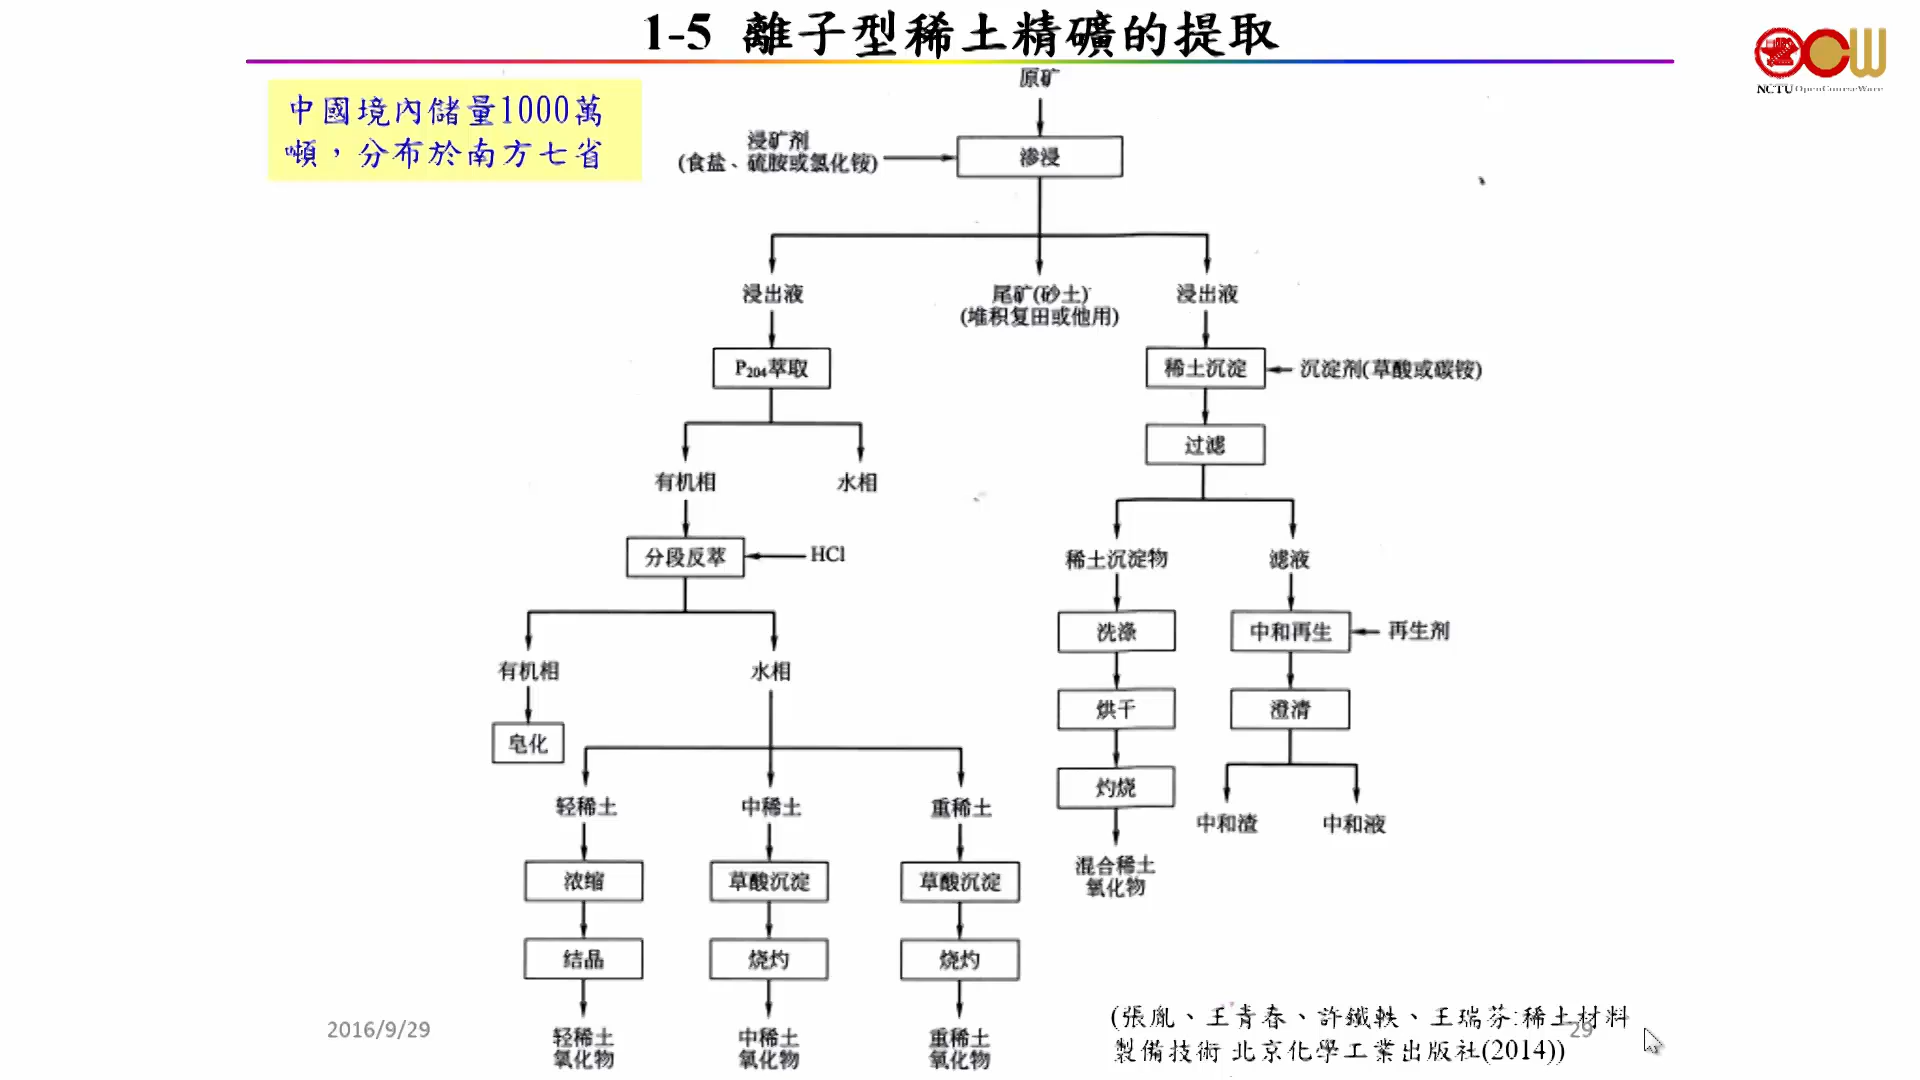 1-5 離子型稀土精礦的提取
NCTU OpenCourseWare
中國境內儲量1000萬
噸，分布於南方七省
原矿
浸矿剂
(食盐、硫胺或氯化铵)
渗浸
浸出液
尾矿(砂土)
(堆积复田或他用)
浸出液
P204萃取
稀土沉淀
沉淀剂(草酸或碳铵)
过滤
有机相
水相
分段反萃
HCl
稀土沉淀物
滤液
洗涤
中和再生
再生剂
有机相
水相
烘干
澄清
皂化
灼烧
轻稀土
中稀土
重稀土
中和渣
中和液
混合稀土
氧化物
浓缩
草酸沉淀
草酸沉淀
结晶
烧灼
烧灼
轻稀土
氧化物
中稀土
氧化物
重稀土
氧化物
2016/9/29
29
(張胤、王青春、許鐵軼、王瑞芬:稀土材料
製備技術 北京化學工業出版社(2014))